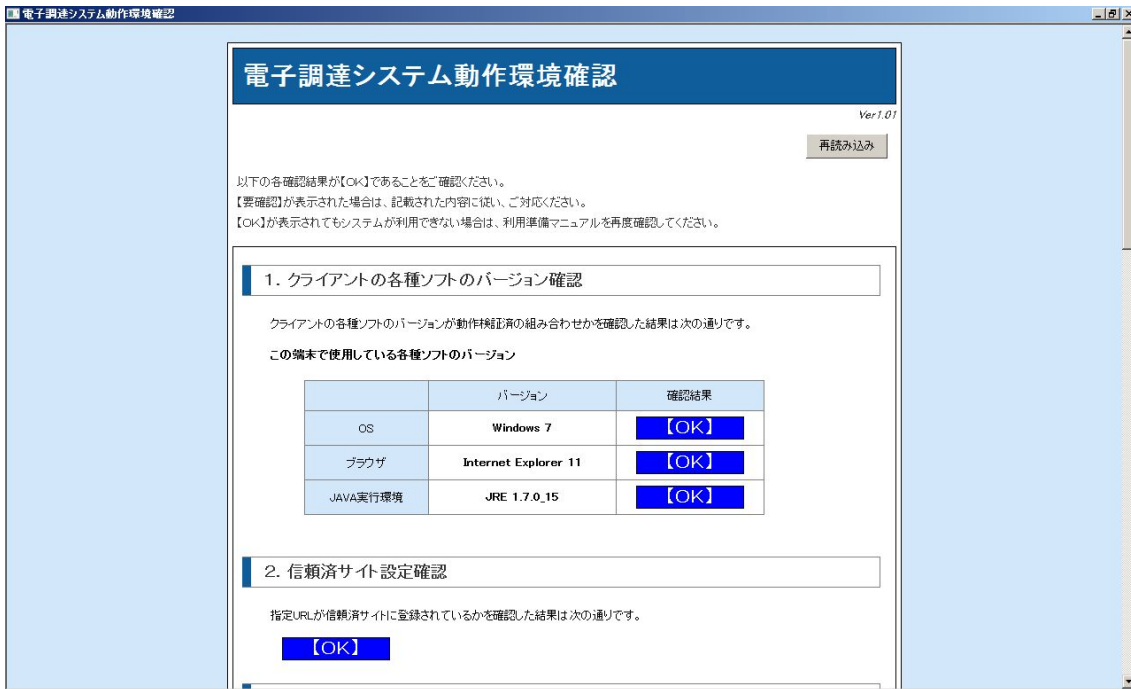 電子調達システム動作環境確認
電子調達システム動作環境確認
Ver1.01
再読み込み
以下の各確認結果が【OK】であることをご確認ください。
【要確認】が表示された場合は、記載された内容に従い、ご対応ください。
【OK】が表示されてもシステムが利用できない場合は、利用準備マニュアルを再度確認してください。
1. クライアントの各種ソフトのバージョン確認
クライアントの各種ソフトのバージョンが動作検証済の組み合わせかを確認した結果は次の通りです。
この端末で使用している各種ソフトのバージョン
バージョン 確認結果
OS Windows 7 【OK】
ブラウザ Internet Explorer 11 【OK】
JAVA実行環境 JRE 1.7.0_15 【OK】
2. 信頼済サイト設定確認
指定URLが信頼済サイトに登録されているかを確認した結果は次の通りです。
【OK】